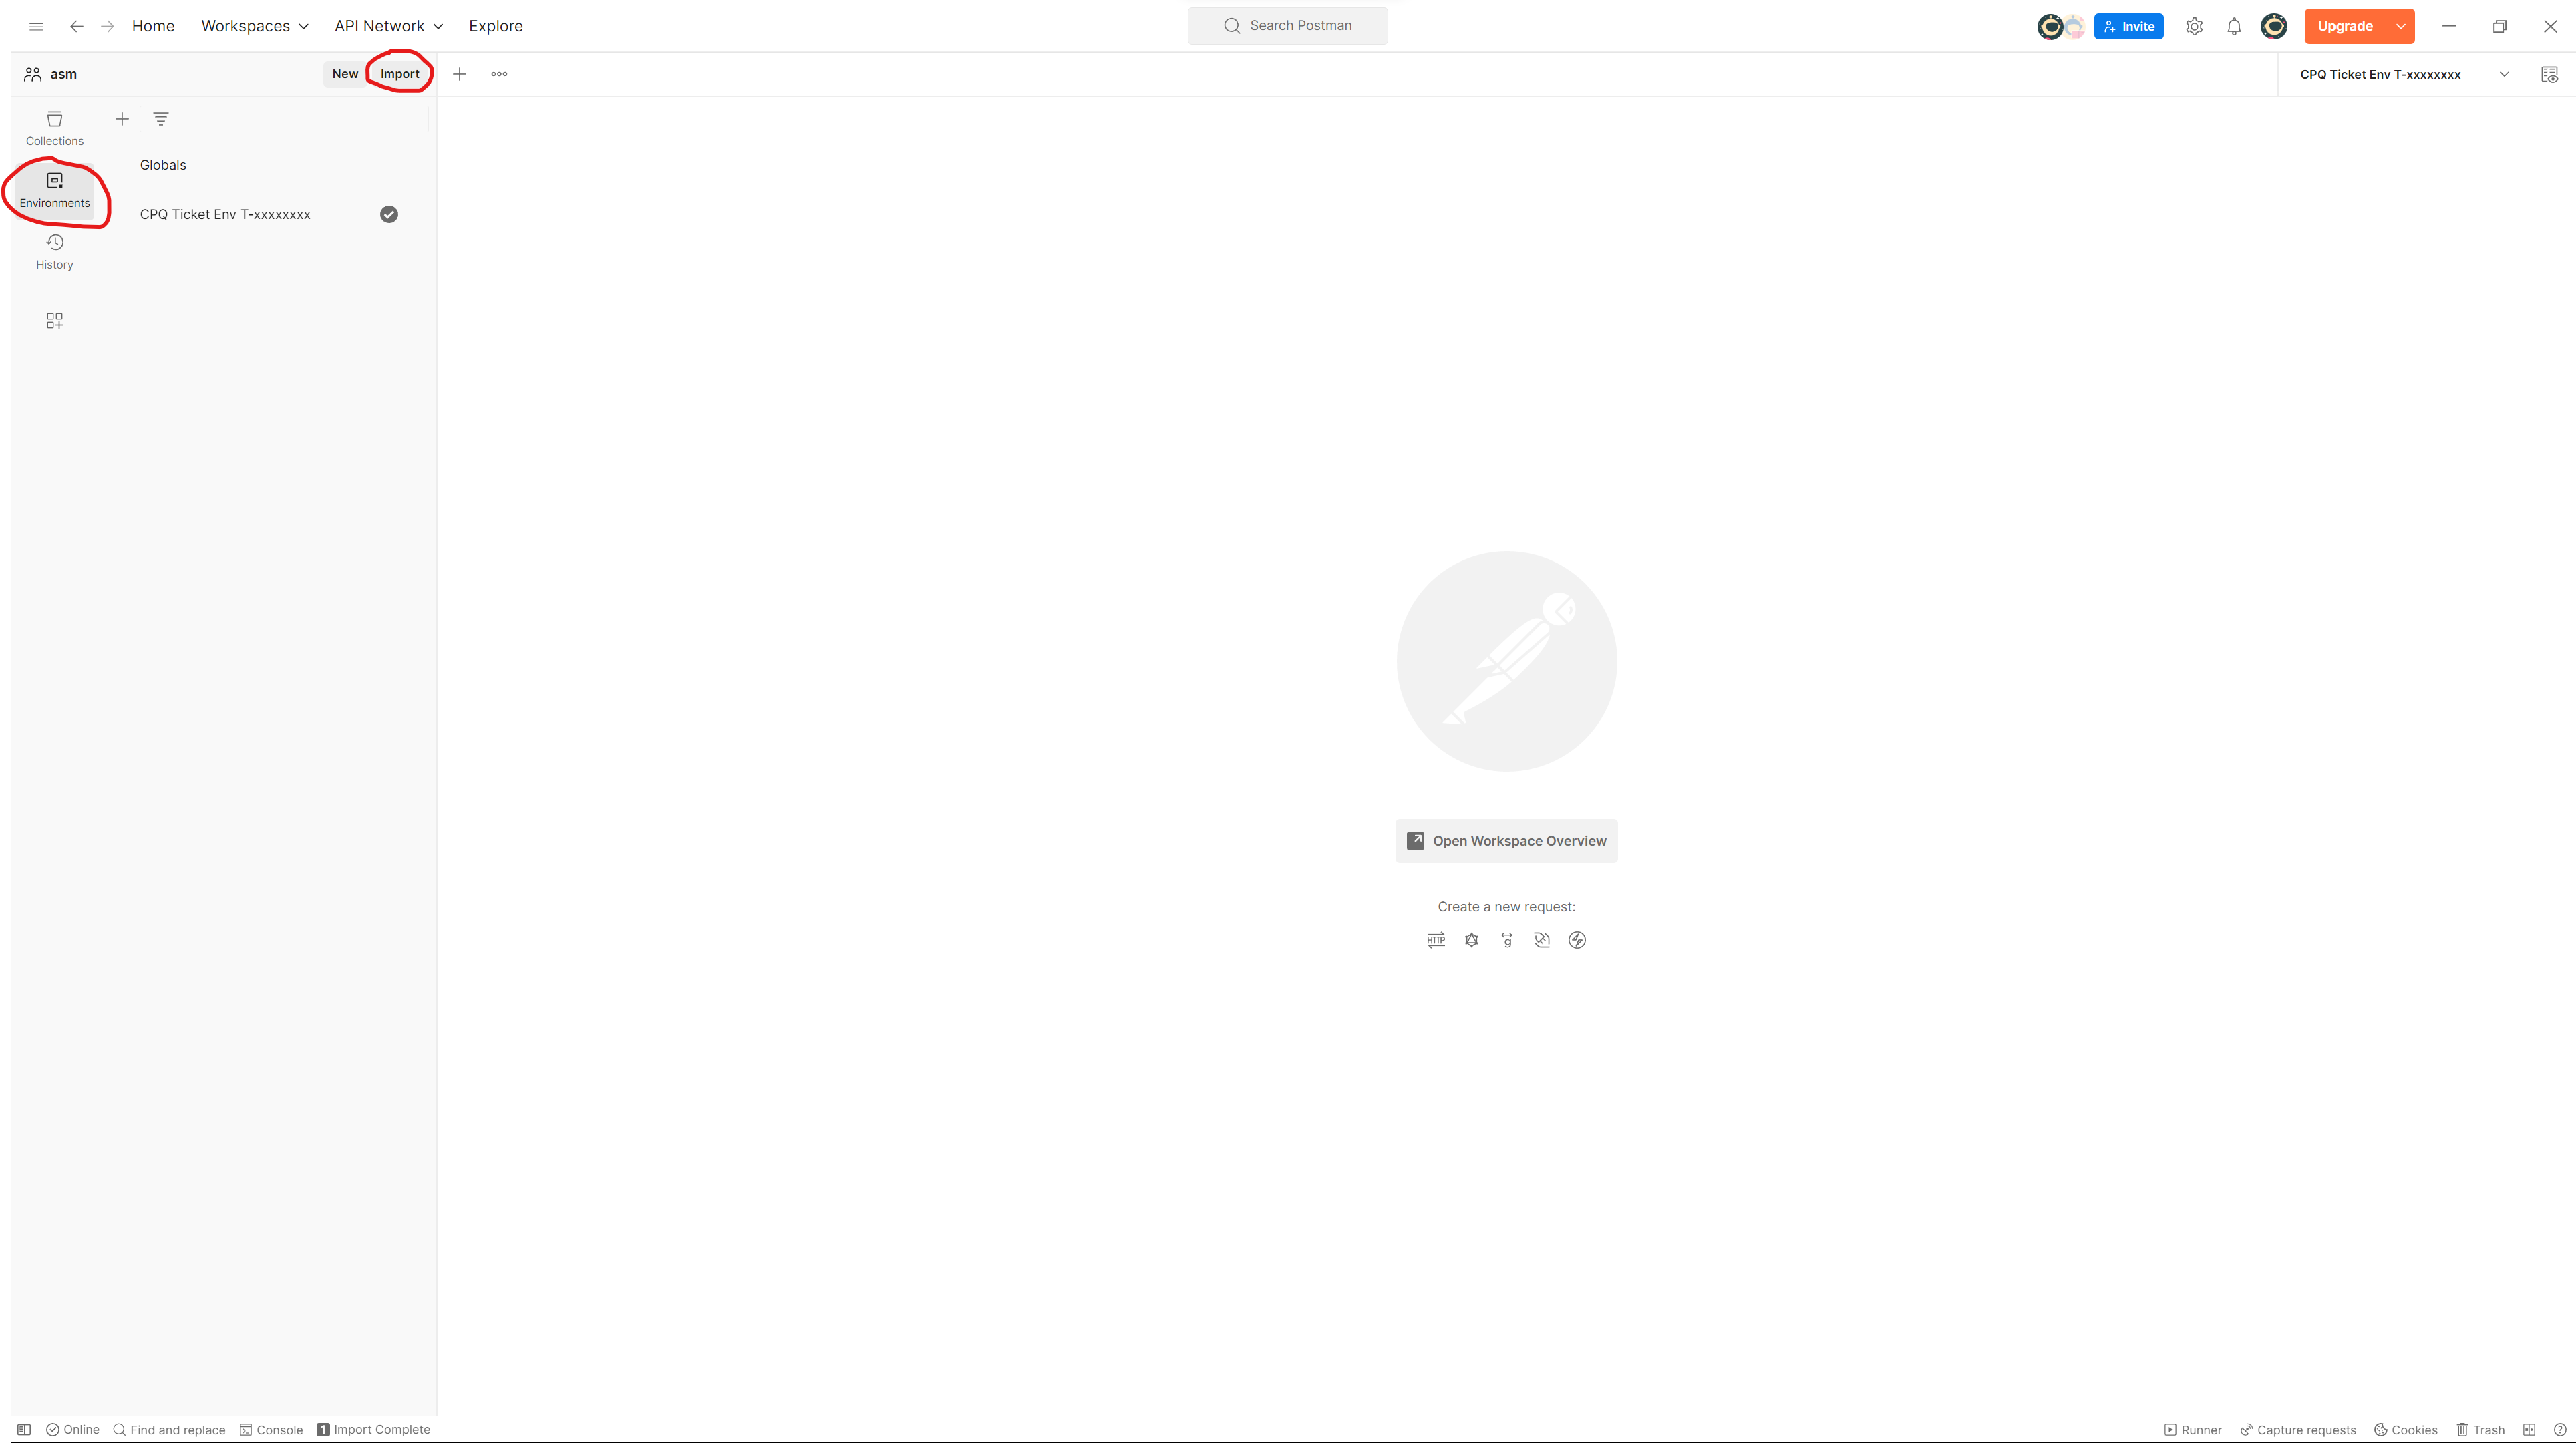 Home Workspaces API Network Explore
Search Postman
Invite
Upgrade
asm
New Import
CPQ Ticket Env T-xxxxxxxx
Collections
Environments
History
Globals
CPQ Ticket Env T-xxxxxxxx
Open Workspace Overview
Create a new request:
HTTP
g
Online Find and replace Console 1 Import Complete
Runner Capture requests Cookies Trash